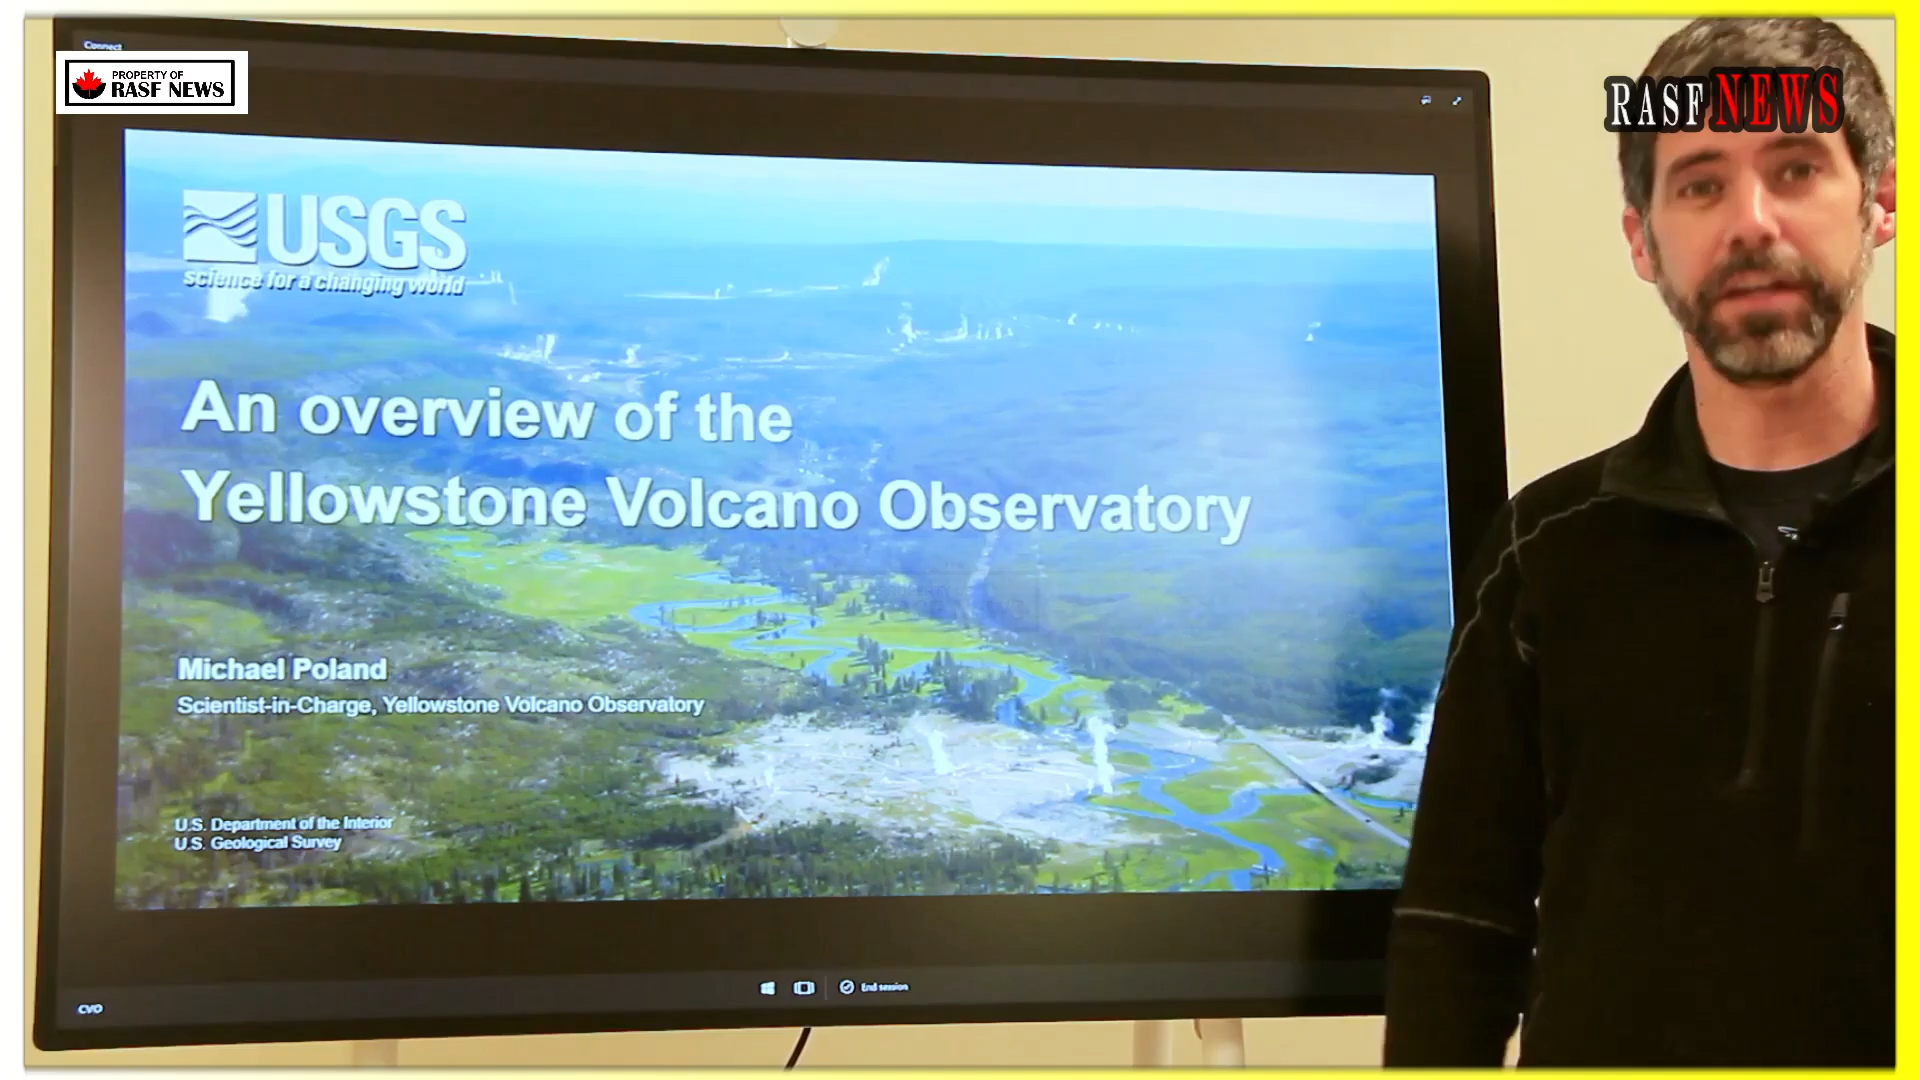 Connect
PROPERTY OF
RASF NEWS
RASF NEWS
USGS
science for a changing world
An overview of the
Yellowstone Volcano Observatory
Michael Poland
Scientist-in-Charge, Yellowstone Volcano Observatory
U.S. Department of the Interior
U.S. Geological Survey
End session
CVO